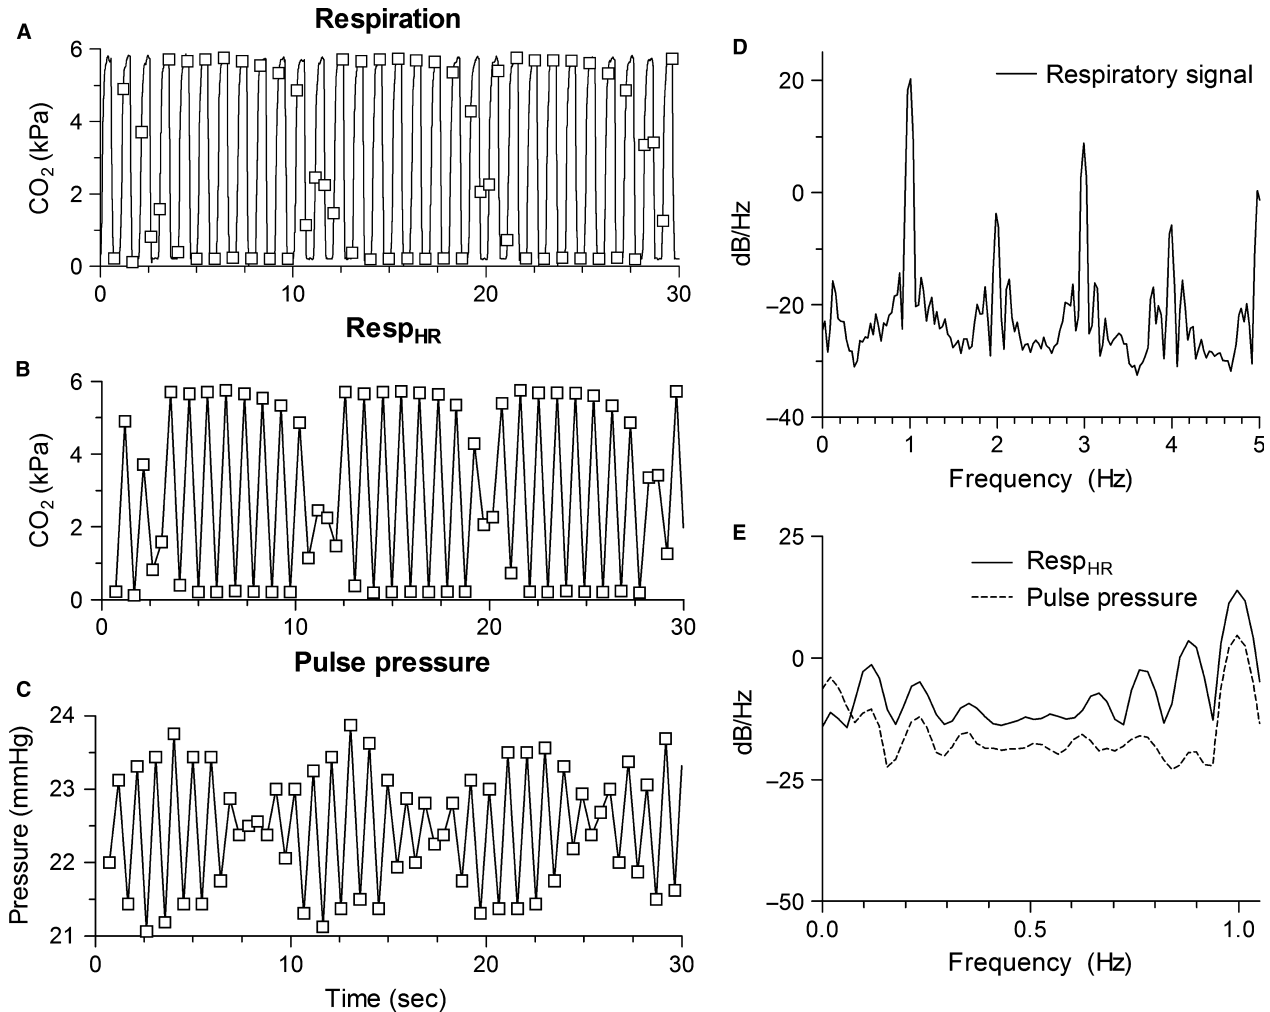 A
Respiration
CO2 (kPa)
6
4
2
0
0 10 20 30
RespHR
B
CO2 (kPa)
6
4
2
0
0 10 20 30
Pulse pressure
C
Pressure (mmHg)
24
23
22
21
0 10 20 30
Time (sec)
D
Respiratory signal
dB/Hz
20
0
−20
−40
0 1 2 3 4 5
Frequency (Hz)
E
RespHR
Pulse pressure
dB/Hz
25
0
−25
−50
0.0 0.5 1.0
Frequency (Hz)